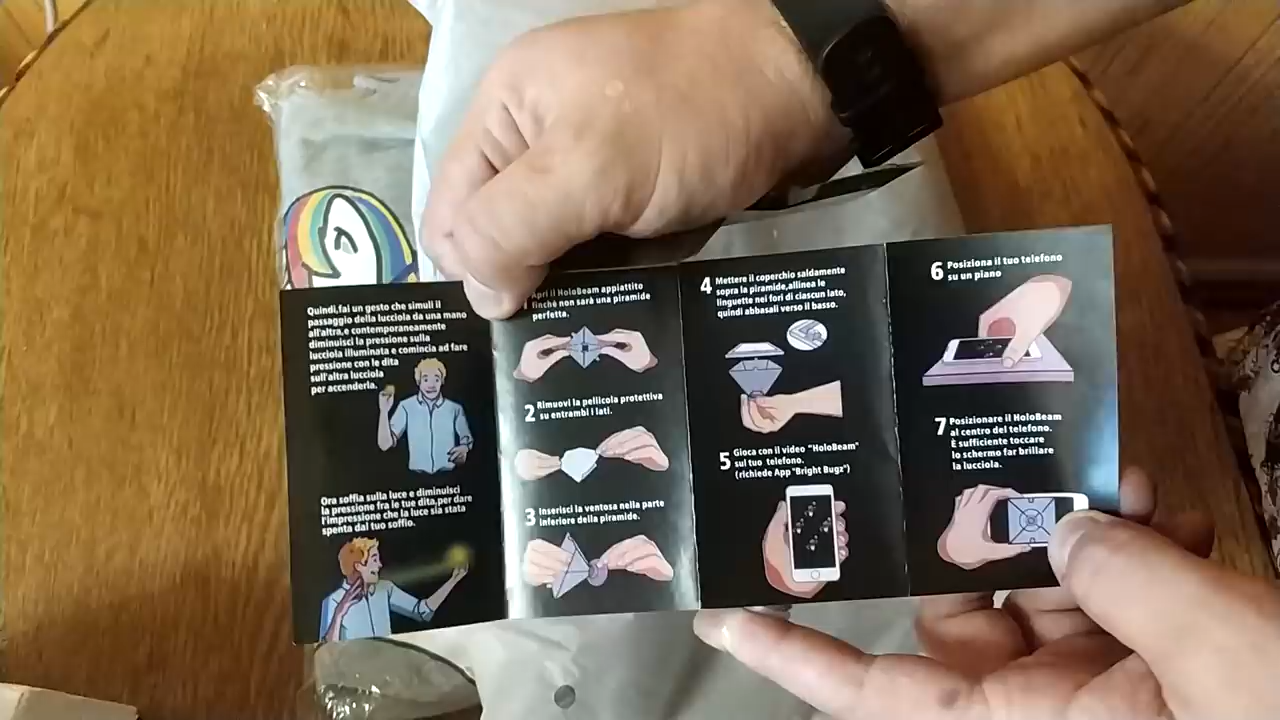 Quindi,fai un gesto che simuli il
passaggio della lucciola da una mano
all'altra,e contemporaneamente
diminuisci la pressione sulla
lucciola illuminata e comincia ad fare
pressione con le dita
sull'altra lucciola
per accenderla.
Ora soffia sulla luce e diminuisci
la pressione fra le tue dita,per dare
l'impressione che la luce sia stata
spenta dal tuo soffio.
1 Apri il HoloBeam appiattito
finchè non sarà una piramide
perfetta.
2 Rimuovi la pellicola protettiva
su entrambi i lati.
3 Inserisci la ventosa nella parte
inferiore della piramide.
4 Mettere il coperchio saldamente
sopra la piramide,allinea le
linguette nei fori di ciascun lato,
quindi abbasali verso il basso.
5 Gioca con il video "HoloBeam"
sul tuo telefono.
(richiede App"Bright Bugz")
6 Posiziona il tuo telefono
su un piano
7 Posizionare il HoloBeam
al centro del telefono.
È sufficiente toccare
lo schermo far brillare
la lucciola.